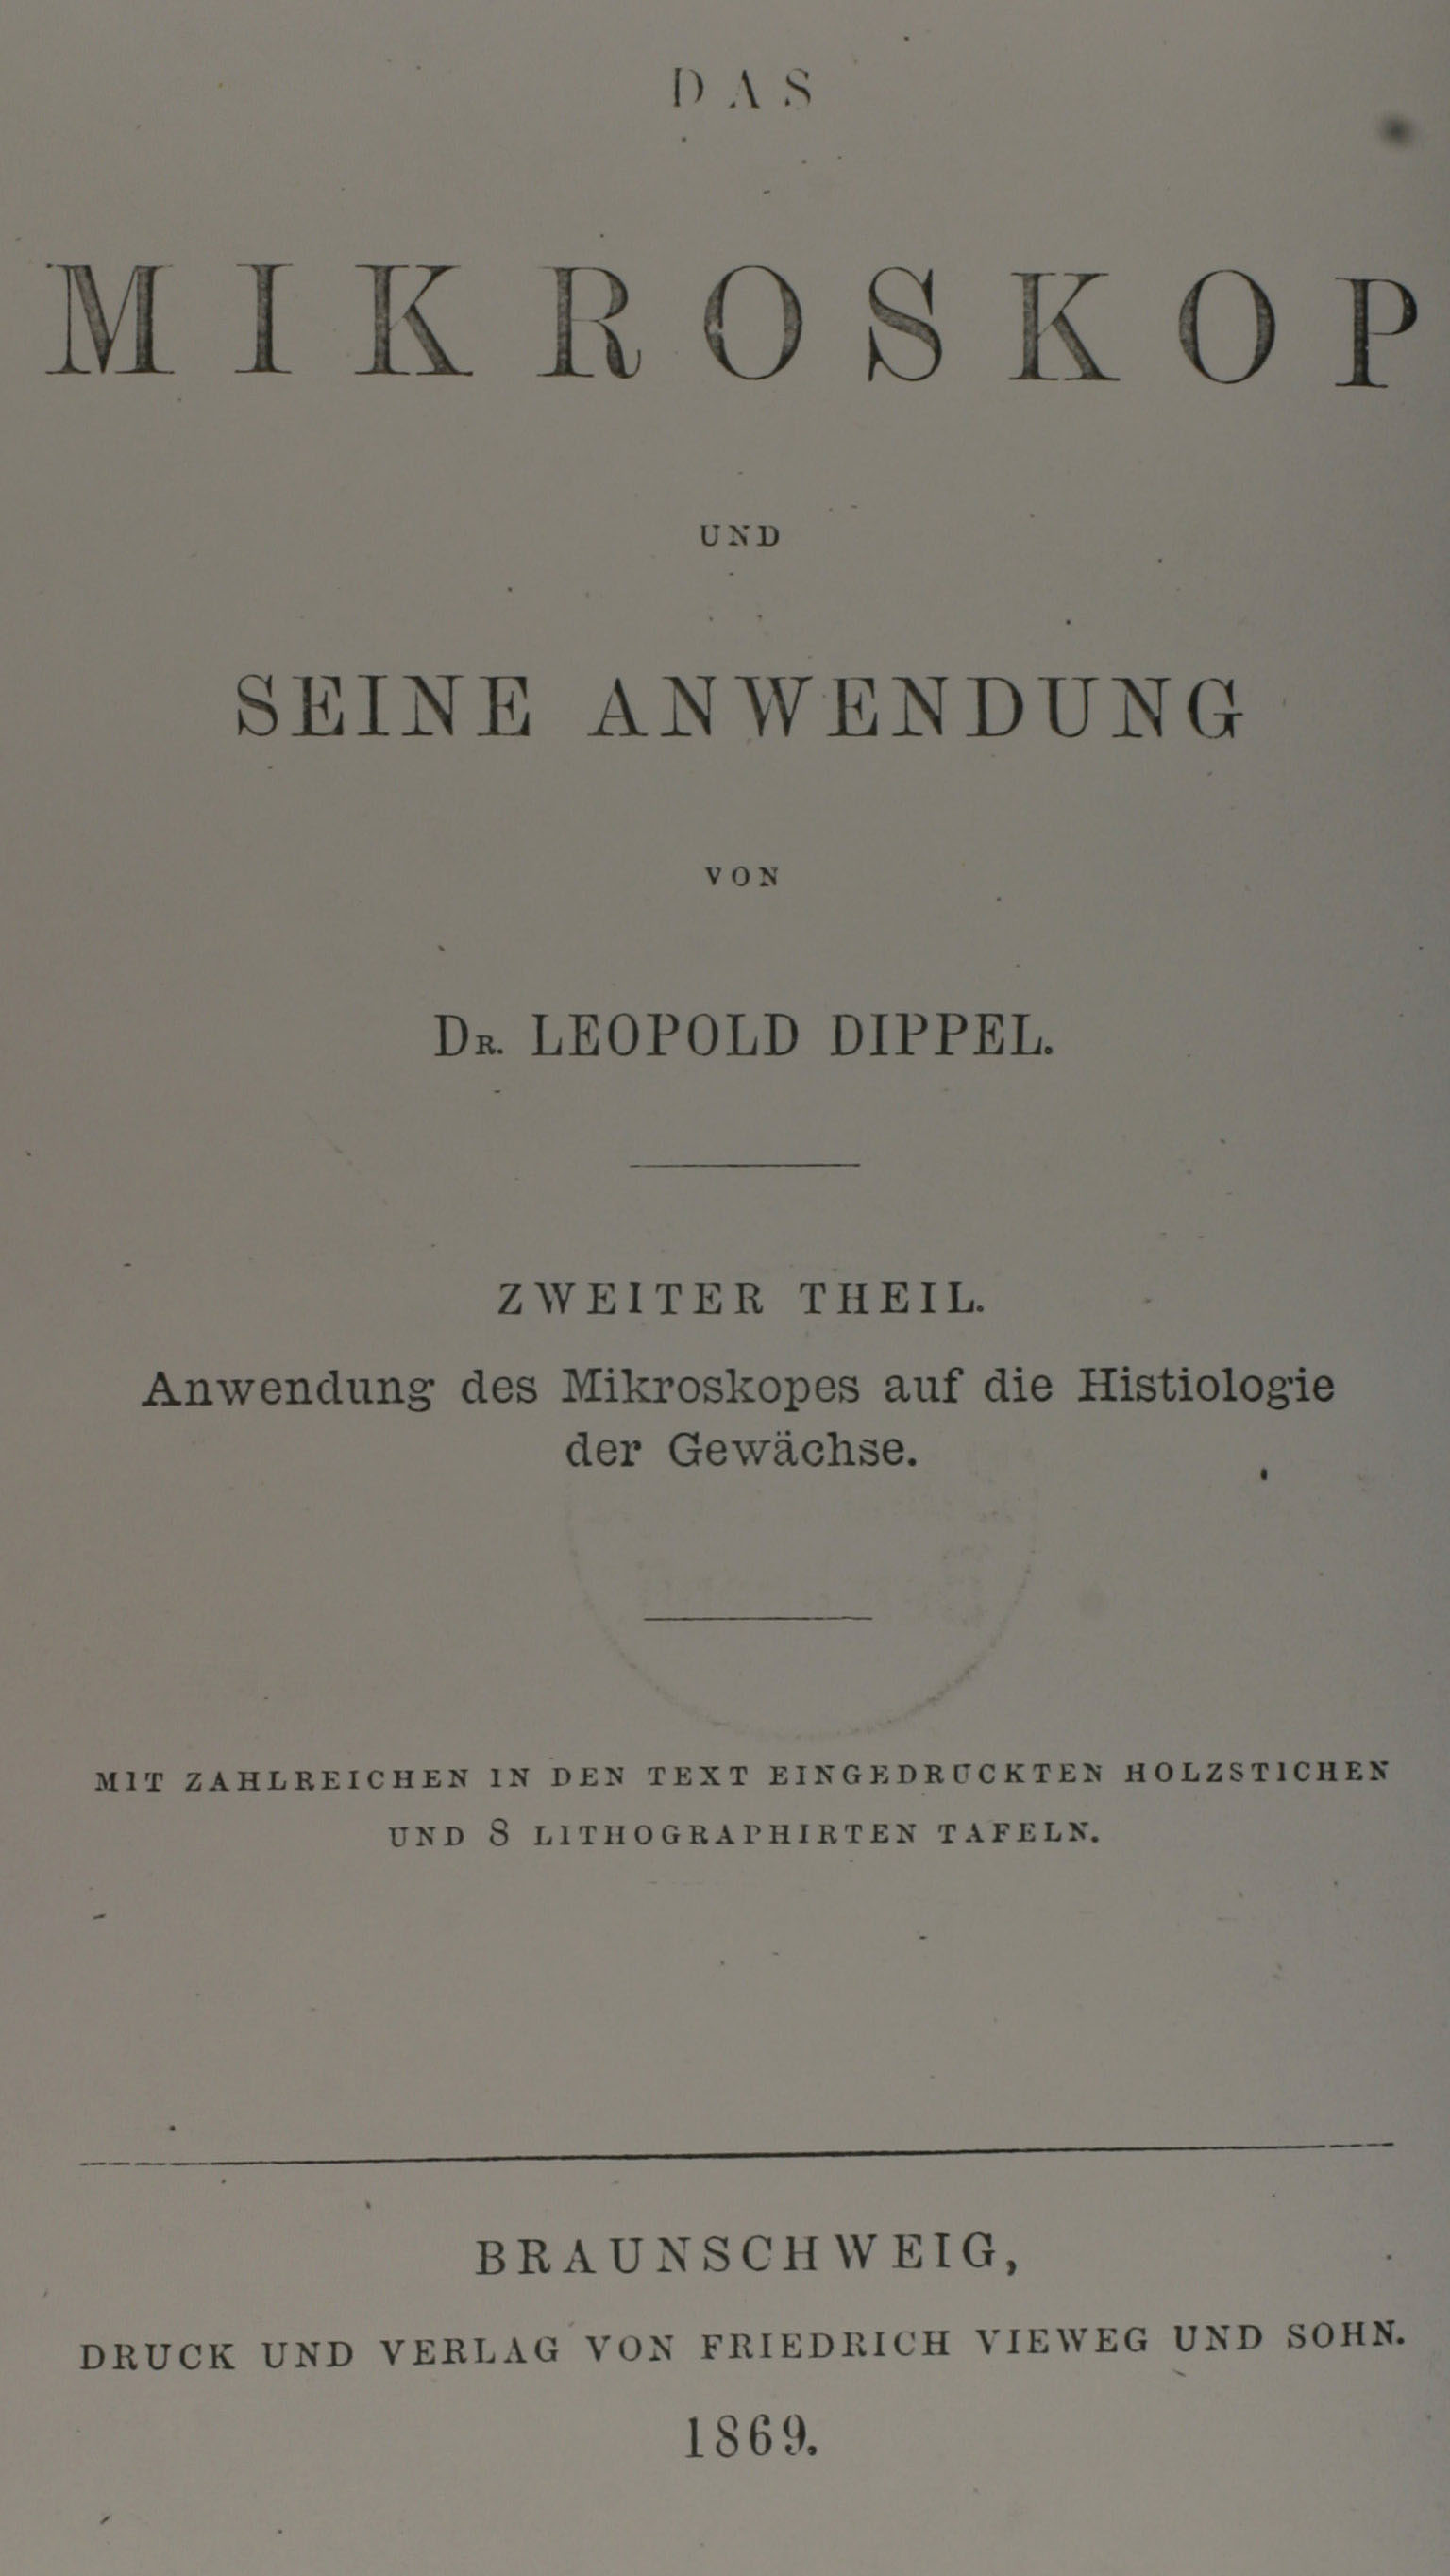 DAS
MIKROSKOP
UND
SEINE ANWENDUNG
VON
DR. LEOPOLD DIPPEL.
ZWEITER THEIL.
Anwendung des Mikroskopes auf die Histiologie
der Gewächse.
MIT ZAHLREICHEN IN DEN TEXT EINGEDRUCKTEN HOLZSTICHEN
UND 8 LITHOGRAPHIRTEN TAFELN.
BRAUNSCHWEIG,
DRUCK UND VERLAG VON FRIEDRICH VIEWEG UND SOHN.
1869.